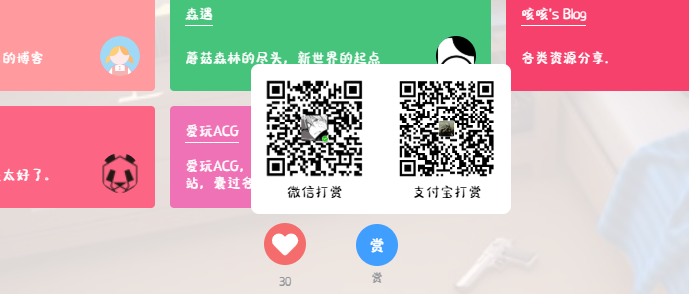 森遇
咳咳's Blog
的博客
蘑菇森林的尽头，新世界的起点
各类资源分享.
爱玩ACG
太好了.
爱玩ACG,
站，囊过
微信打赏
支付宝打赏
赏
30
赏